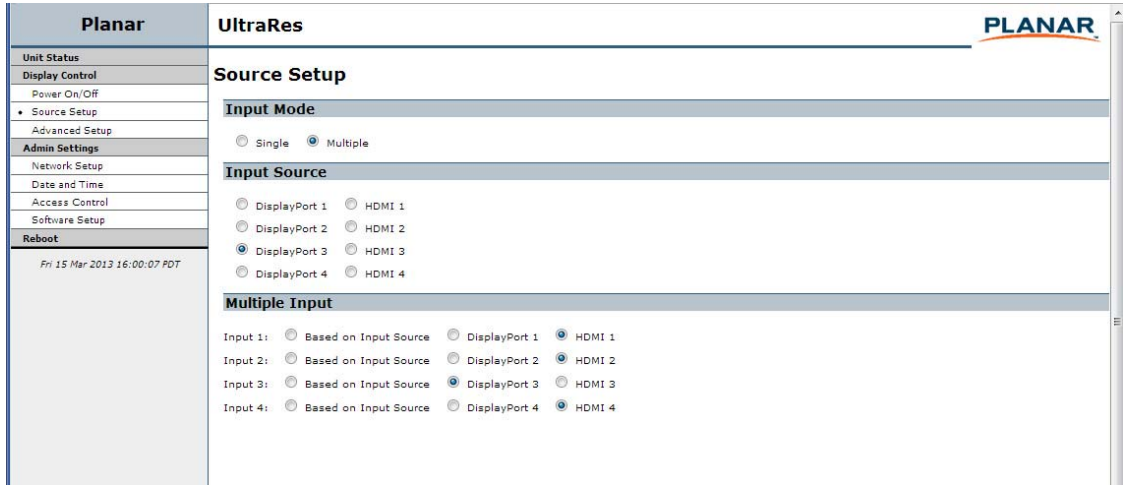 Planar
UltraRes
PLANAR
Unit Status
Display Control
Power On/Off
Source Setup
Advanced Setup
Admin Settings
Network Setup
Date and Time
Access Control
Software Setup
Reboot
Fri 15 Mar 2013 16:00:07 PDT
Source Setup
Input Mode
Single Multiple
Input Source
DisplayPort 1 HDMI 1
DisplayPort 2 HDMI 2
DisplayPort 3 HDMI 3
DisplayPort 4 HDMI 4
Multiple Input
Input 1: Based on Input Source DisplayPort 1 HDMI 1
Input 2: Based on Input Source DisplayPort 2 HDMI 2
Input 3: Based on Input Source DisplayPort 3 HDMI 3
Input 4: Based on Input Source DisplayPort 4 HDMI 4